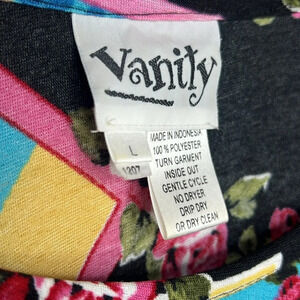 Vanity
L
1207
MADE IN INDONESIA
100% POLYESTER
TURN GARMENT
INSIDE OUT
GENTLE CYCLE
NO DRYER
DRIP DRY
OR DRY CLEAN